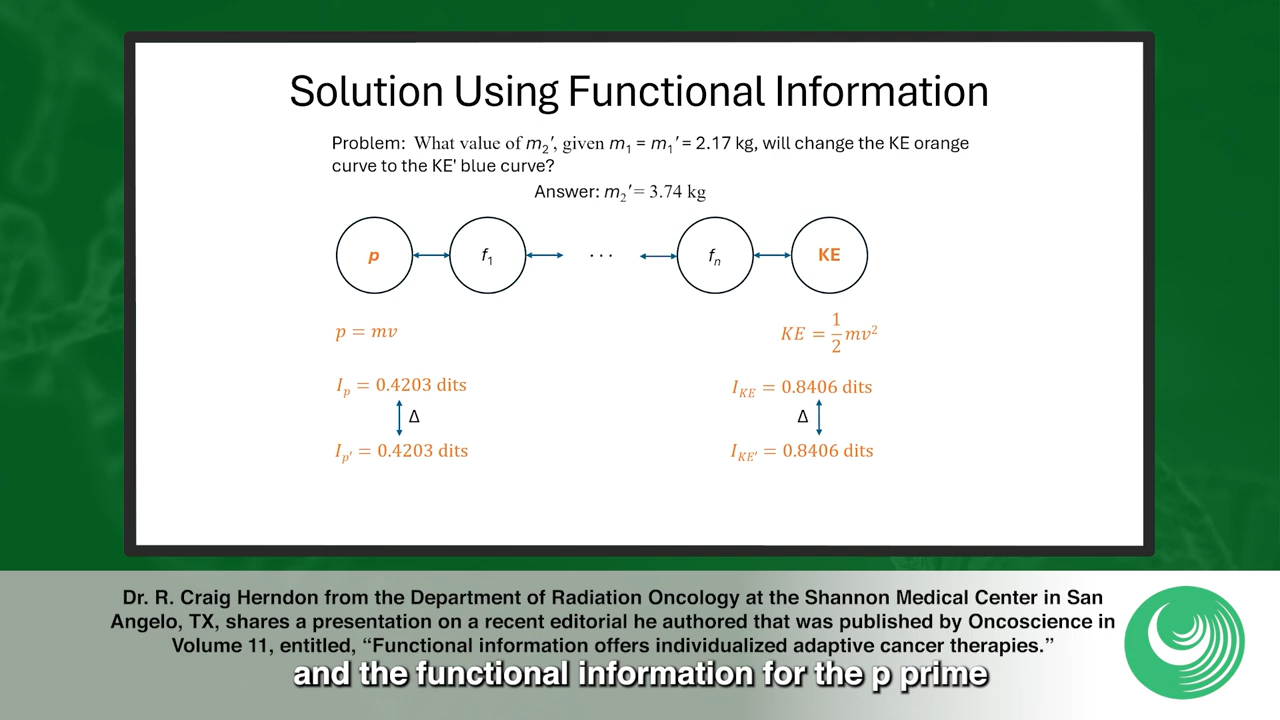 Solution Using Functional Information
Problem: What value of m₂′, given m₁ = m₁′ = 2.17 kg, will change the KE orange
curve to the KE' blue curve?
Answer: m₂′= 3.74 kg
p f₁ · · · fₙ KE
p = mv
KE = 1/2 mv²
Iₚ = 0.4203 dits
I_KE = 0.8406 dits
Δ Δ
Iₚ′ = 0.4203 dits
I_KE′ = 0.8406 dits
Dr. R. Craig Herndon from the Department of Radiation Oncology at the Shannon Medical Center in San
Angelo, TX, shares a presentation on a recent editorial he authored that was published by Oncoscience in
Volume 11, entitled, “Functional information offers individualized adaptive cancer therapies.”
and the functional information for the p prime